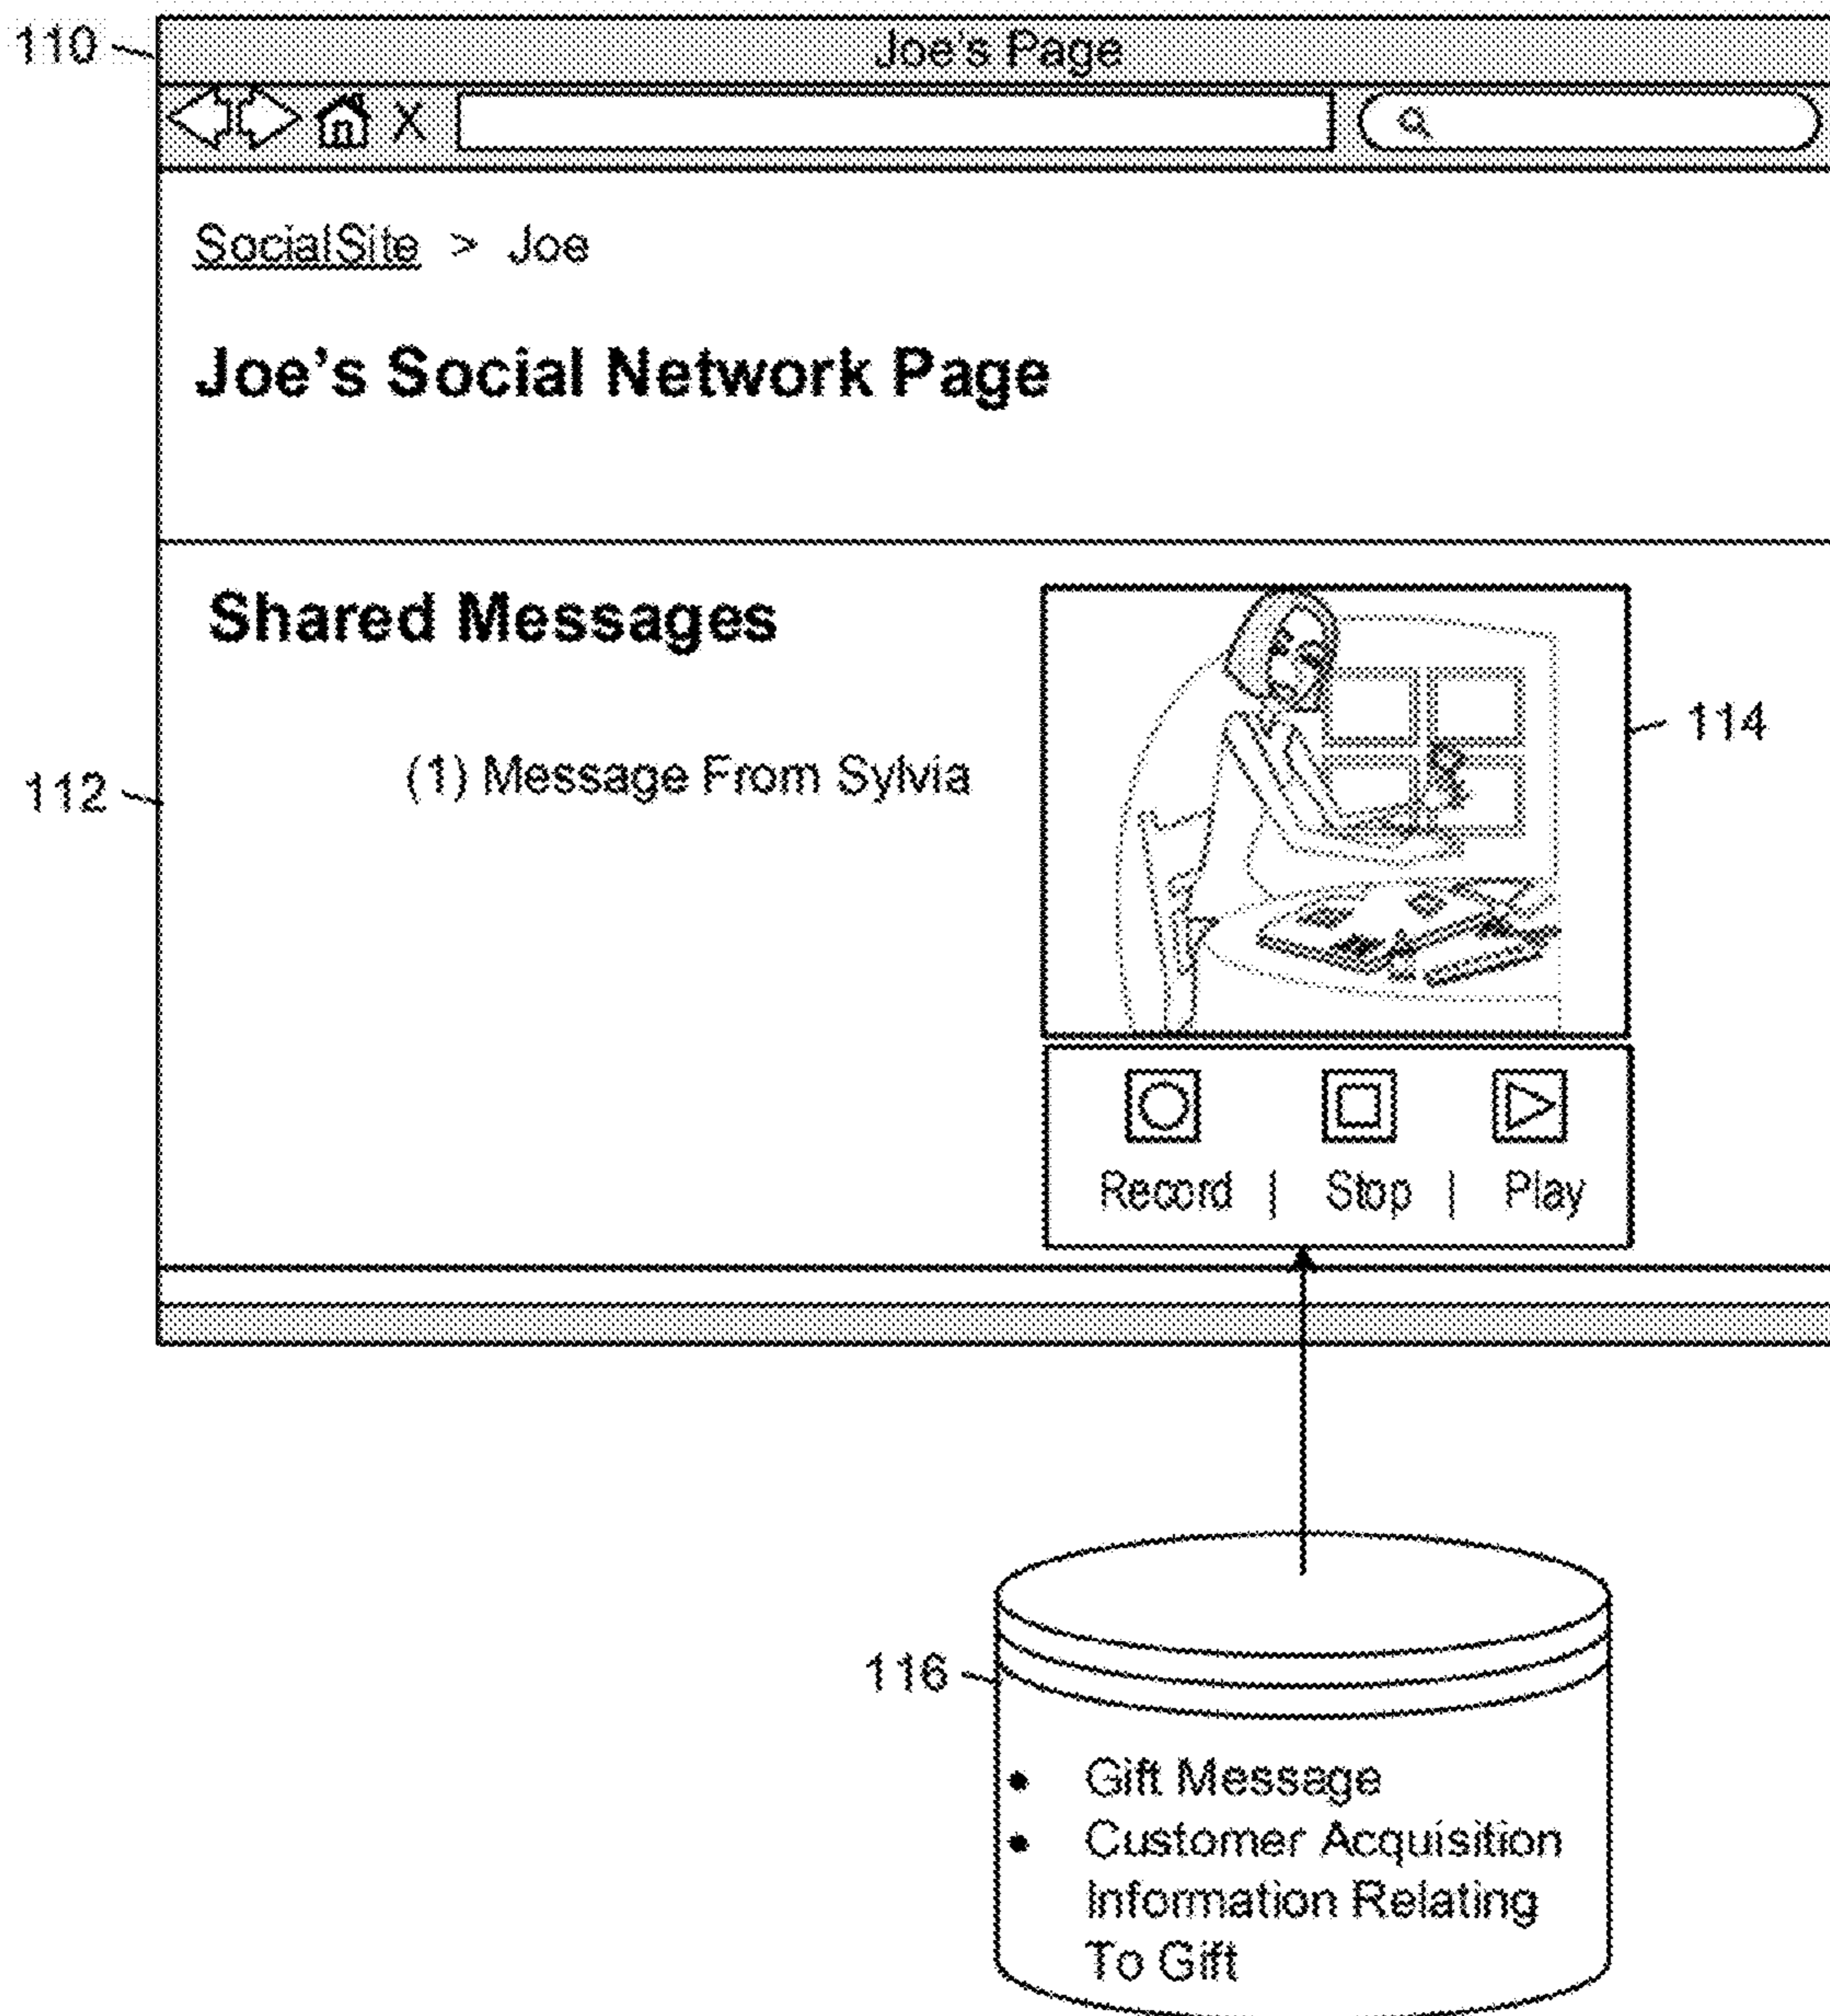 110
Joe's Page
X
SocialSite > Joe
Joe's Social Network Page
Shared Messages
(1) Message From Sylvia
114
112
Record | Stop | Play
116
• Gift Message
• Customer Acquisition
Information Relating
To Gift